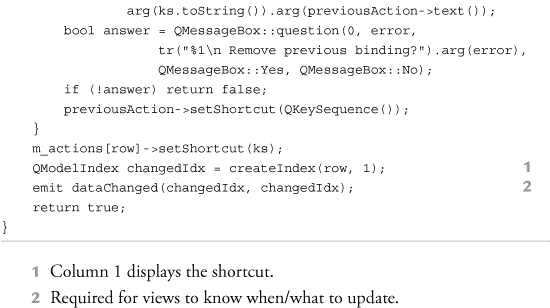 arg(ks.toString()).arg(previousAction->text());
bool answer = QMessageBox::question(0, error,
tr("%1\n Remove previous binding?").arg(error),
QMessageBox::Yes, QMessageBox::No);
if (!answer) return false;
previousAction->setShortcut(QKeySequence());
}
m_actions[row]->setShortcut(ks);
QModelIndex changedIdx = createIndex(row, 1); 1
emit dataChanged(changedIdx, changedIdx); 2
return true;
}
1 Column 1 displays the shortcut.
2 Required for views to know when/what to update.